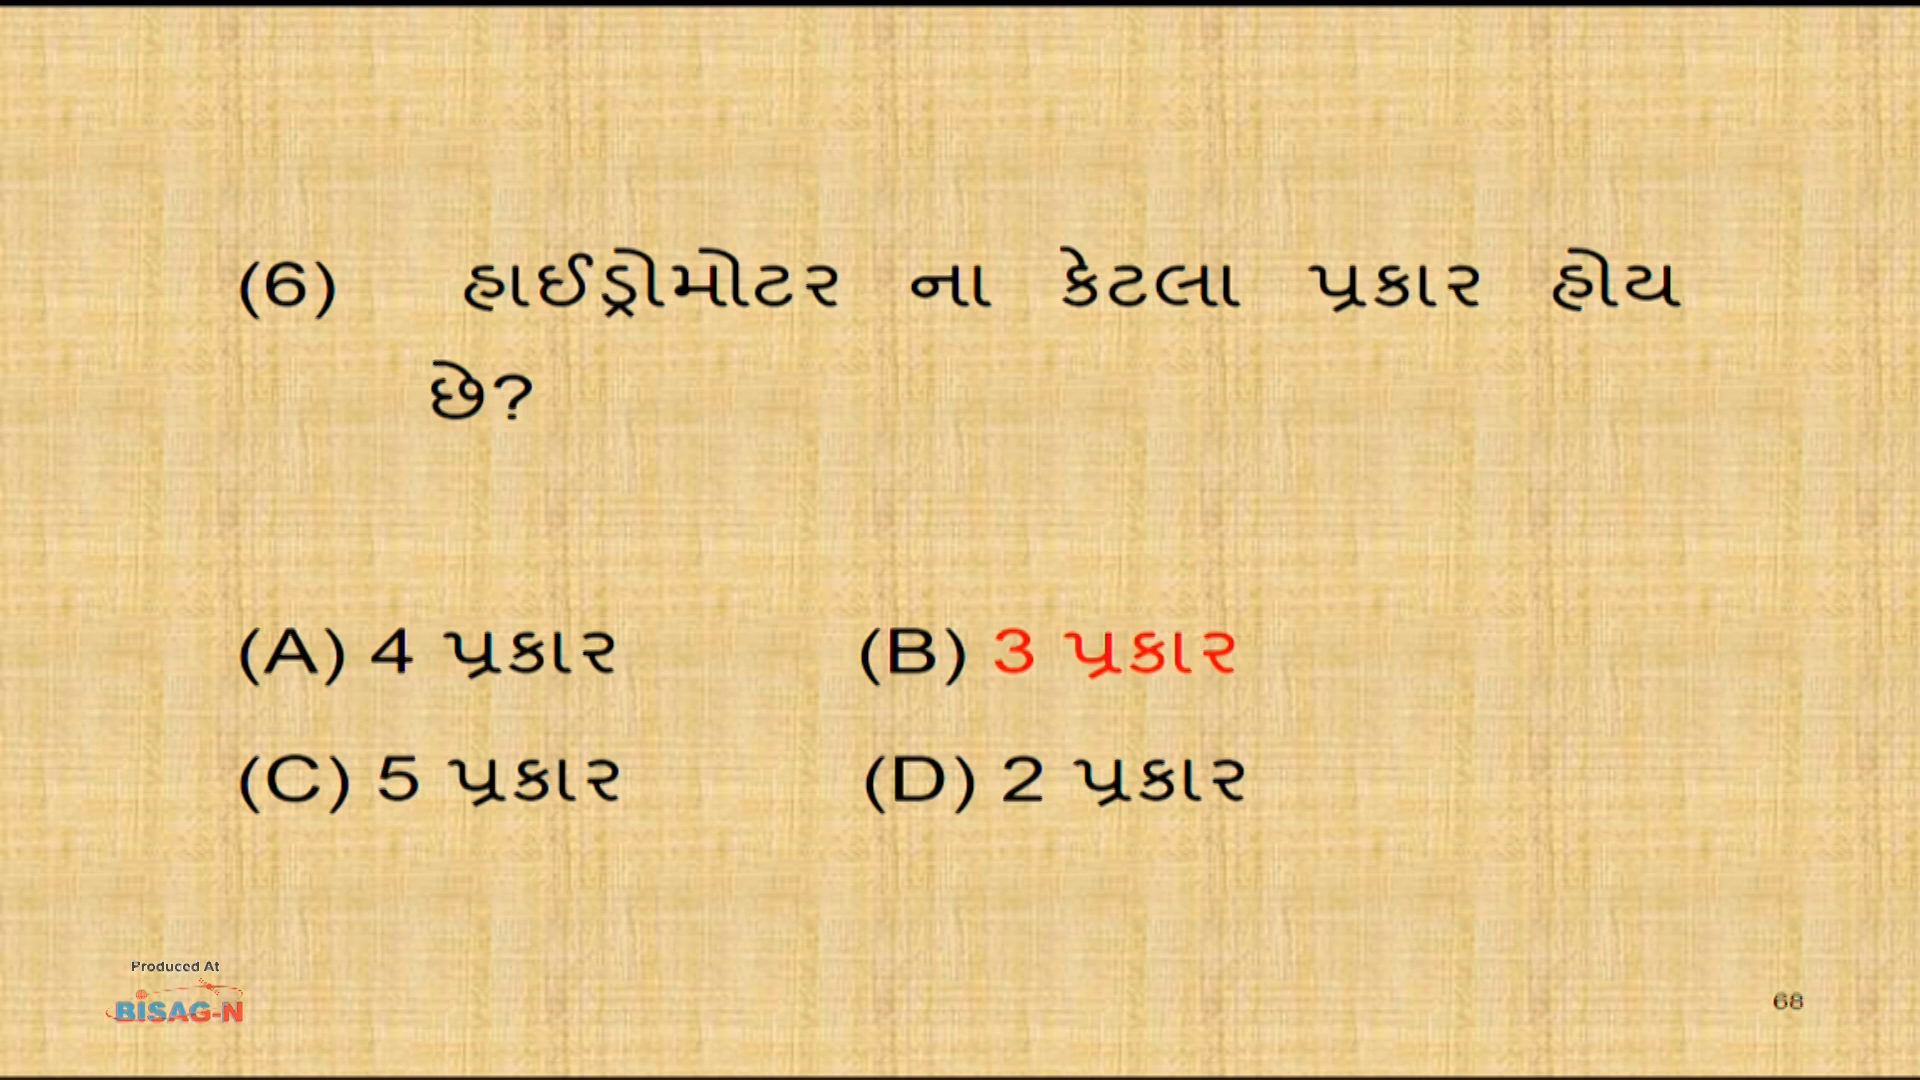 (6) હાઈડ્રોમોટર ના કેટલા પ્રકાર હોય
છે?
(A) 4 પ્રકાર (B) 3 પ્રકાર
(C) 5 પ્રકાર (D) 2 પ્રકાર
Produced At
BISAG-N
68